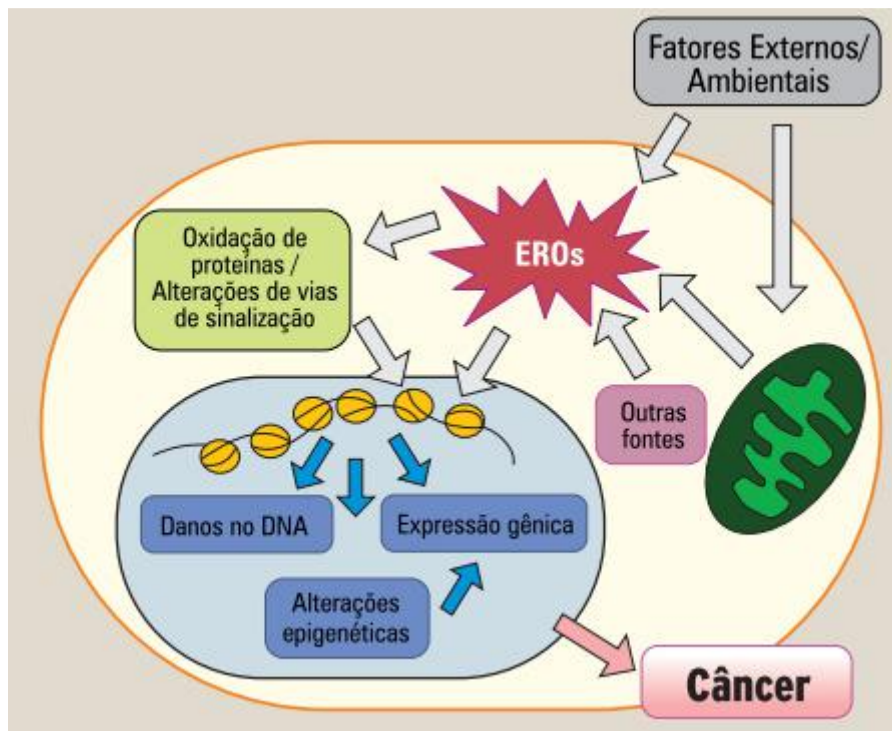 Fatores Externos/
Ambientais
EROs
Oxidação de
proteínas /
Alterações de vias
de sinalização
Outras
fontes
Danos no DNA
Expressão gênica
Alterações
epigenéticas
Câncer